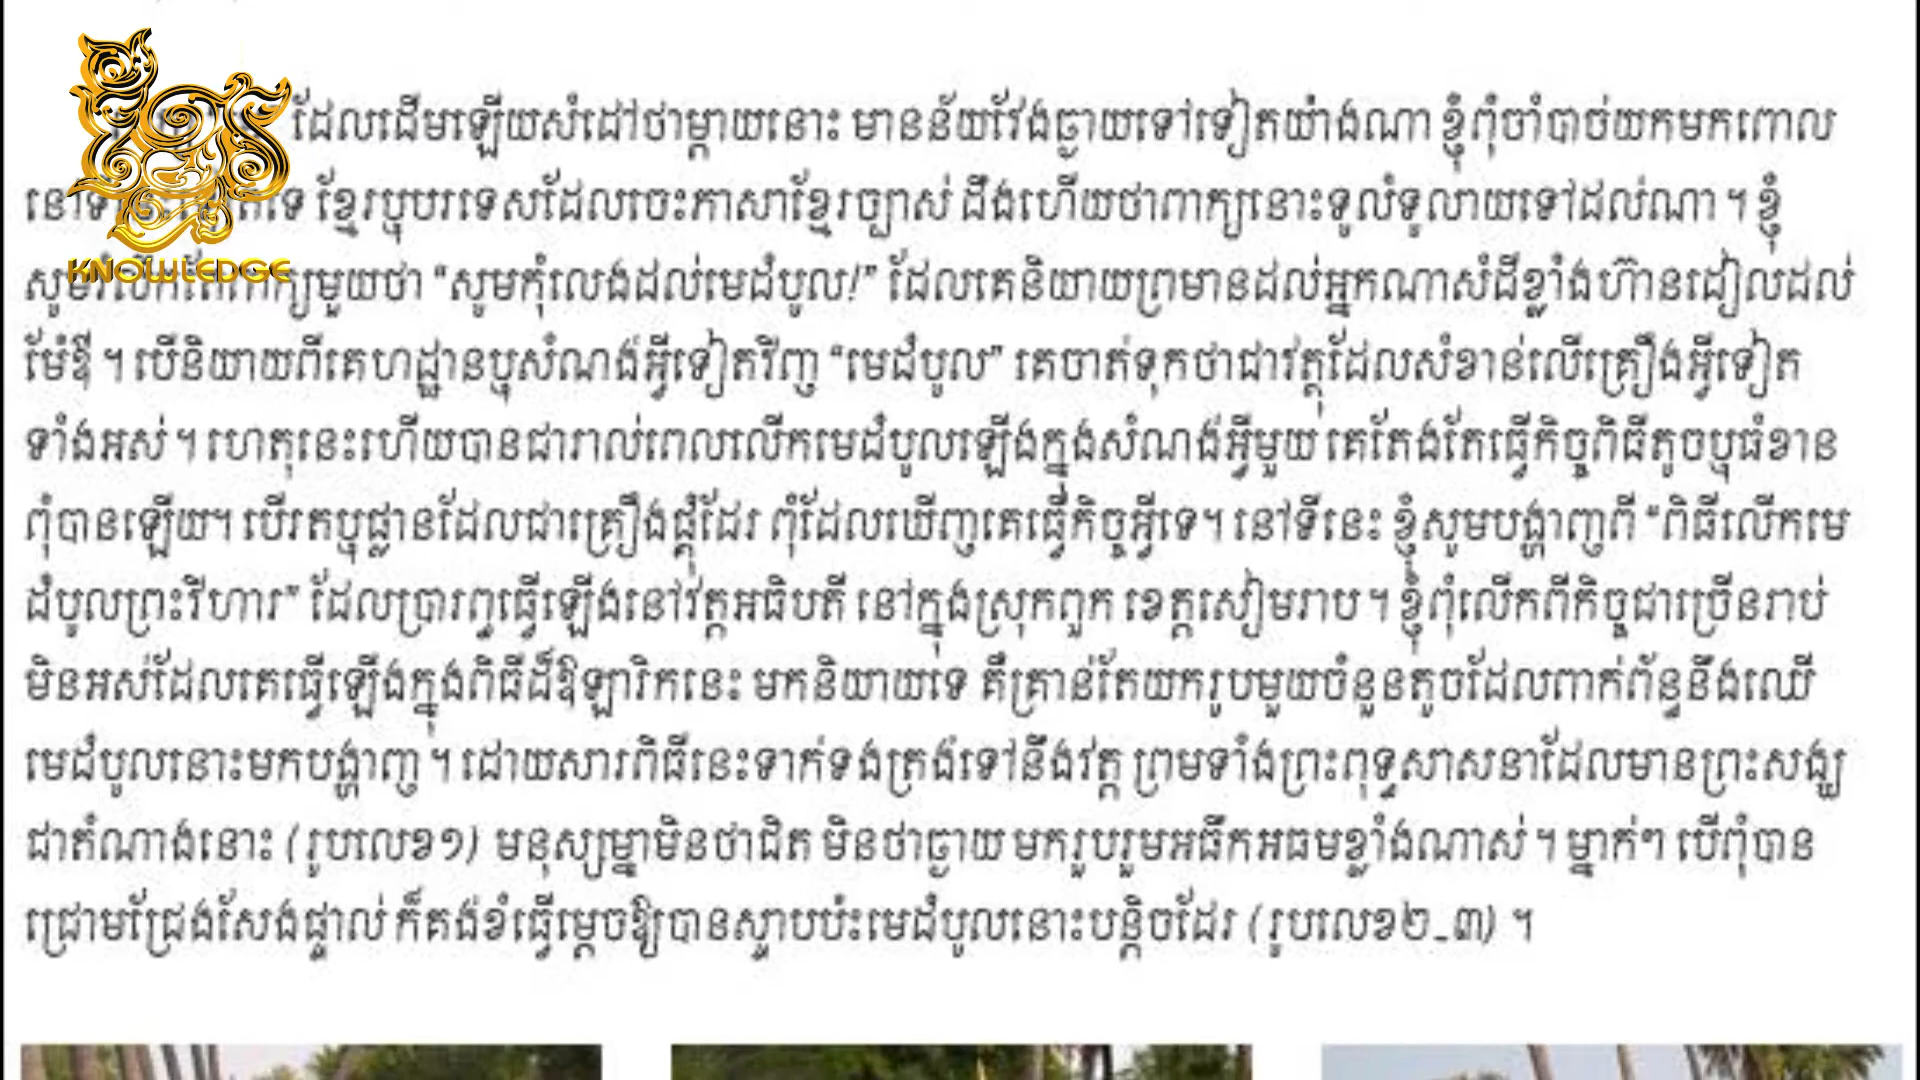 ដែលដើមឡើយសំដៅថាម្តាយនោះ មានន័យវែងឆ្ងាយទៅទៀតយ៉ាងណា ខ្ញុំពុំចាំបាច់យកមកពោល
ខ្មែរឬបរទេសដែលចេះភាសាខ្មែរច្បាស់ ដឹងហើយថាពាក្យនោះទូលំទូលាយទៅដល់ណា ។ ខ្ញុំ
KNOWLEDGE
មួយថា “សូមកុំលេងដល់មេដំបូល!” ដែលគេនិយាយព្រមានដល់អ្នកណាសំដីខ្លាំងហ៊ានដៀលដល់
ម៉ែឪ ។ បើនិយាយពីគេហដ្ឋានឬសំណង់អ្វីទៀតវិញ “មេដំបូល” គេចាត់ទុកថាជាវត្ថុដែលសំខាន់លើគ្រឿងអ្វីទៀត
ទាំងអស់ ។ ហេតុនេះហើយបានជារាល់ពេលលើកមេដំបូលឡើងក្នុងសំណង់អ្វីមួយ គេតែងតែធ្វើកិច្ចពិធីតូចឬធំខាន
ពុំបានឡើយ។ បើរតឬផ្លានដែលជាគ្រឿងផ្គុំដែរ ពុំដែលឃើញគេធ្វើកិច្ចអ្វីទេ។ នៅទីនេះ ខ្ញុំសូមបង្ហាញពី “ពិធីលើកមេ
ដំបូលព្រះវិហារ” ដែលប្រារព្ធធ្វើឡើងនៅវត្តអធិបតី នៅក្នុងស្រុកពួក ខេត្តសៀមរាប ។ ខ្ញុំពុំលើកពីកិច្ចជាច្រើនរាប់
មិនអស់ដែលគេធ្វើឡើងក្នុងពិធីដ៏ឱឡារិកនេះ មកនិយាយទេ គឺគ្រាន់តែយករូបមួយចំនួនតូចដែលពាក់ព័ន្ធនឹងឈើ
មេដំបូលនោះមកបង្ហាញ ។ ដោយសារពិធីនេះទាក់ទងត្រង់ទៅនឹងវត្ត ព្រមទាំងព្រះពុទ្ធសាសនាដែលមានព្រះសង្ឃ
ជាតំណាងនោះ (រូបលេខ១) មនុស្សម្នាមិនថាជិត មិនថាឆ្ងាយ មករួបរួមអធឹកអធមខ្លាំងណាស់ ។ ម្នាក់ៗ បើពុំបាន
ជ្រោមជ្រែងសែងផ្ទាល់ ក៏គង់ខំធ្វើម្តេចឱ្យបានស្ទាបប៉ះមេដំបូលនោះបន្តិចដែរ (រូបលេខ២_៣) ។